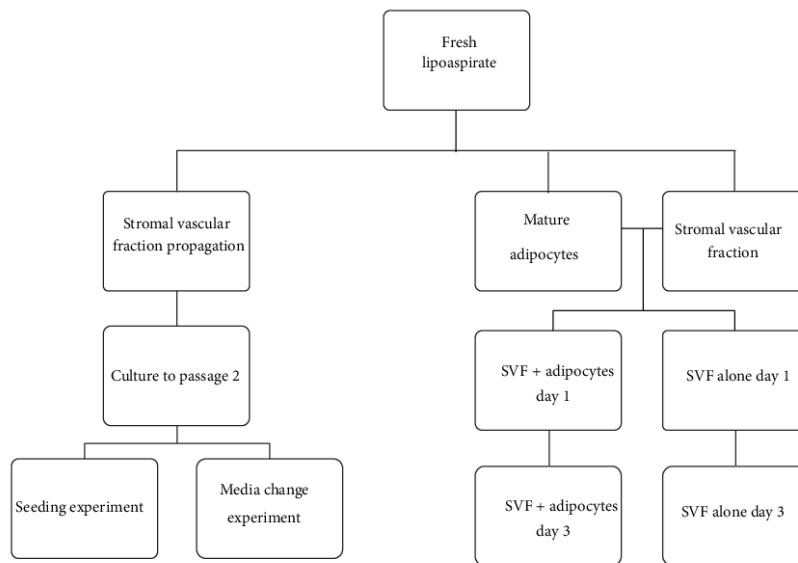 Fresh
lipoaspirate
Stromal vascular
fraction propagation
Mature
adipocytes
Stromal vascular
fraction
Culture to passage 2
SVF + adipocytes
day 1
SVF alone day 1
Seeding experiment
Media change
experiment
SVF + adipocytes
day 3
SVF alone day 3